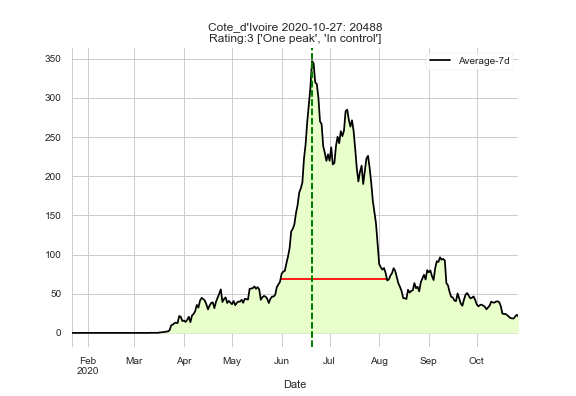 Cote_d'Ivoire 2020-10-27: 20488
Rating:3 ['One peak', 'In control']
Average-7d
350
300
250
200
150
100
50
0
Feb Mar Apr May Jun Jul Aug Sep Oct
2020
Date